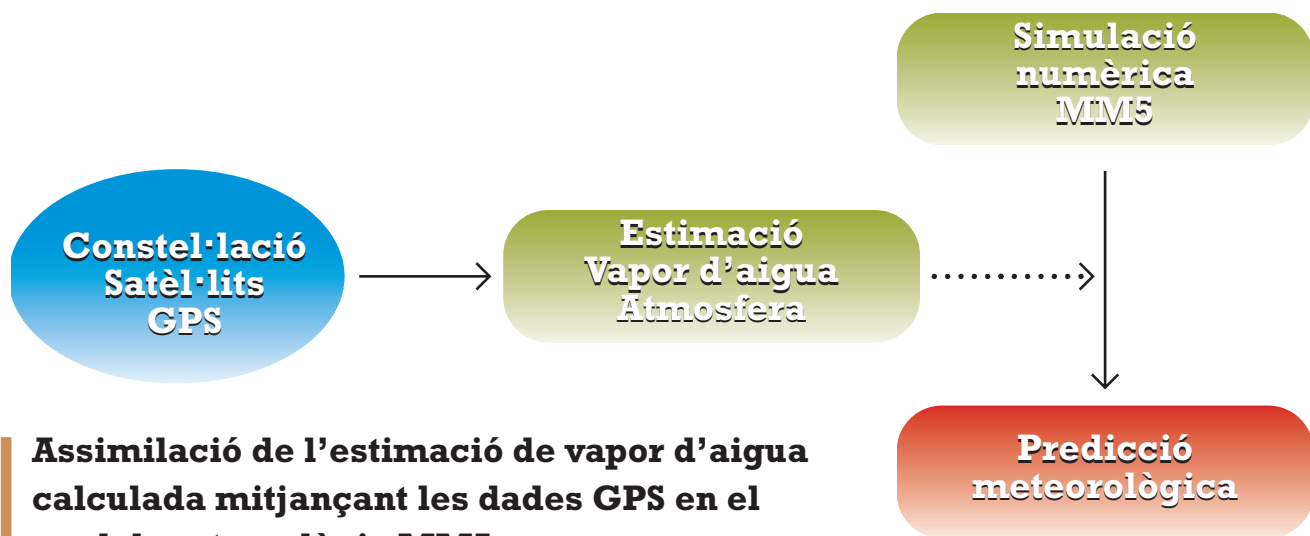 Simulació
numèrica
MM5
Constel·lació
Satèl·lits
GPS
Estimació
Vapor d’aigua
Atmosfera
Predicció
meteorològica
Assimilació de l’estimació de vapor d’aigua
calculada mitjançant les dades GPS en el